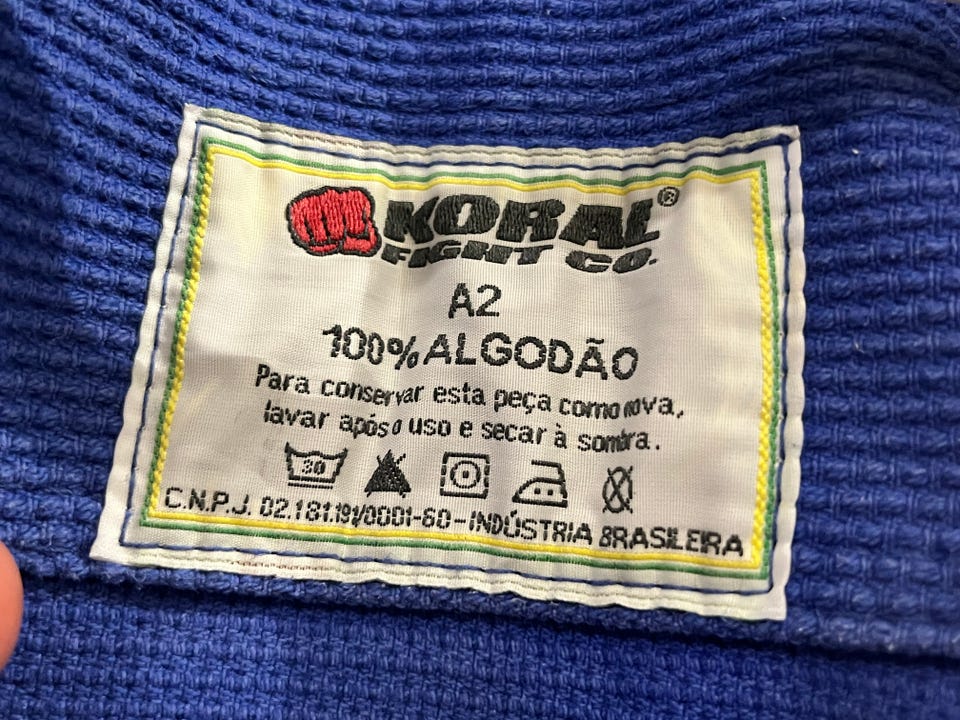 KORAL®
FIGHT CO.
A2
100% ALGODÃO
Para conservar esta peça como nova,
lavar após o uso e secar à sombra.
30
C.N.P.J. 02.181.191/0001-60 - INDÚSTRIA BRASILEIRA